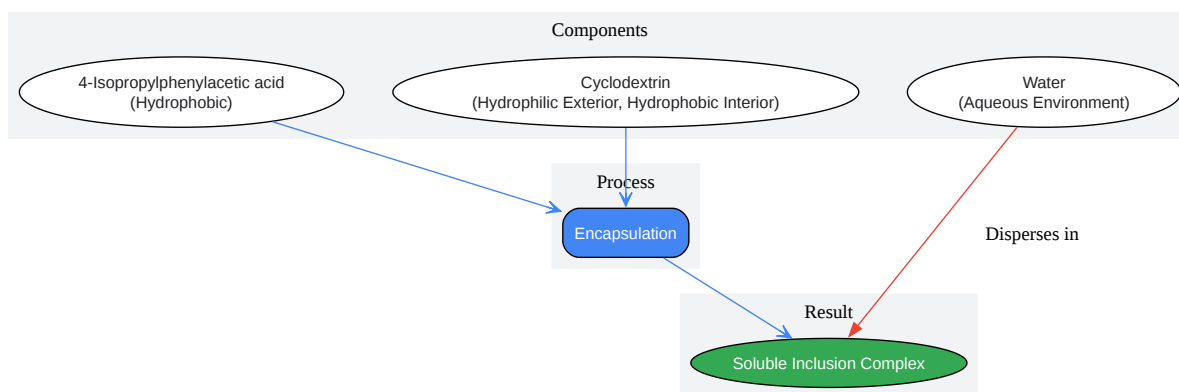 Components
4-Isopropylphenylacetic acid
(Hydrophobic)
Cyclodextrin
(Hydrophilic Exterior, Hydrophobic Interior)
Water
(Aqueous Environment)
Process
Encapsulation
Disperses in
Result
Soluble Inclusion Complex